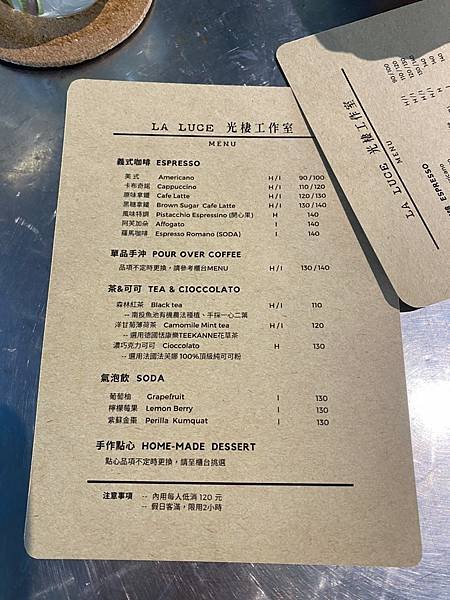 LA LUCE 光棲工作室
MENU
義式咖啡 ESPRESSO
美式 Americano H/I 90/100
卡布奇諾 Cappuccino H/I 110/120
原味拿鐵 Cafe Latte H/I 120/130
黑糖拿鐵 Brown Sugar Cafe Latte H/I 130/140
風味特調 Pistacchio Espressino (開心果) H 140
阿芙加朵 Affogato I 140
羅馬咖啡 Espresso Romano (SODA) I 140
單品手沖 POUR OVER COFFEE
品項不定時更換，請參考櫃台MENU H/I 130/140
茶&可可 TEA & CIOCCOLATO
森林紅茶 Black tea H/I 110
-- 南投魚池有機農法種植、手採一心二葉
洋甘菊薄荷茶 Camomile Mint tea H/I 120
-- 選用德國恬康樂TEEKANNE花草茶
濃巧克力可可 Cioccolato H 130
-- 選用法國法芙娜 100%頂級純可可粉
氣泡飲 SODA
葡萄柚 Grapefruit I 130
檸檬莓果 Lemon Berry I 130
紫蘇金棗 Perilla Kumquat I 130
手作點心 HOME-MADE DESSERT
點心品項不定時更換，請至櫃台挑選
注意事項 -- 內用每人低消 120 元
-- 假日客滿，限用2小時
LA LUCE 光棲工作室
MENU
ESPRESSO
H/I 90/100
H/I 110/120